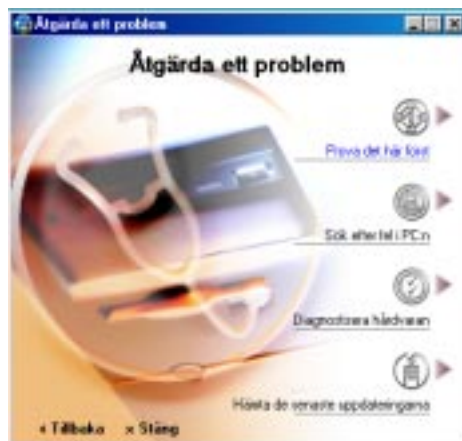 Åtgärda ett problem
Åtgärda ett problem
Prova det här först
Sök efter fel i PC:n
Diagnostisera hårdvaran
Hämta de senaste uppdateringarna
Tillbaka × Stäng